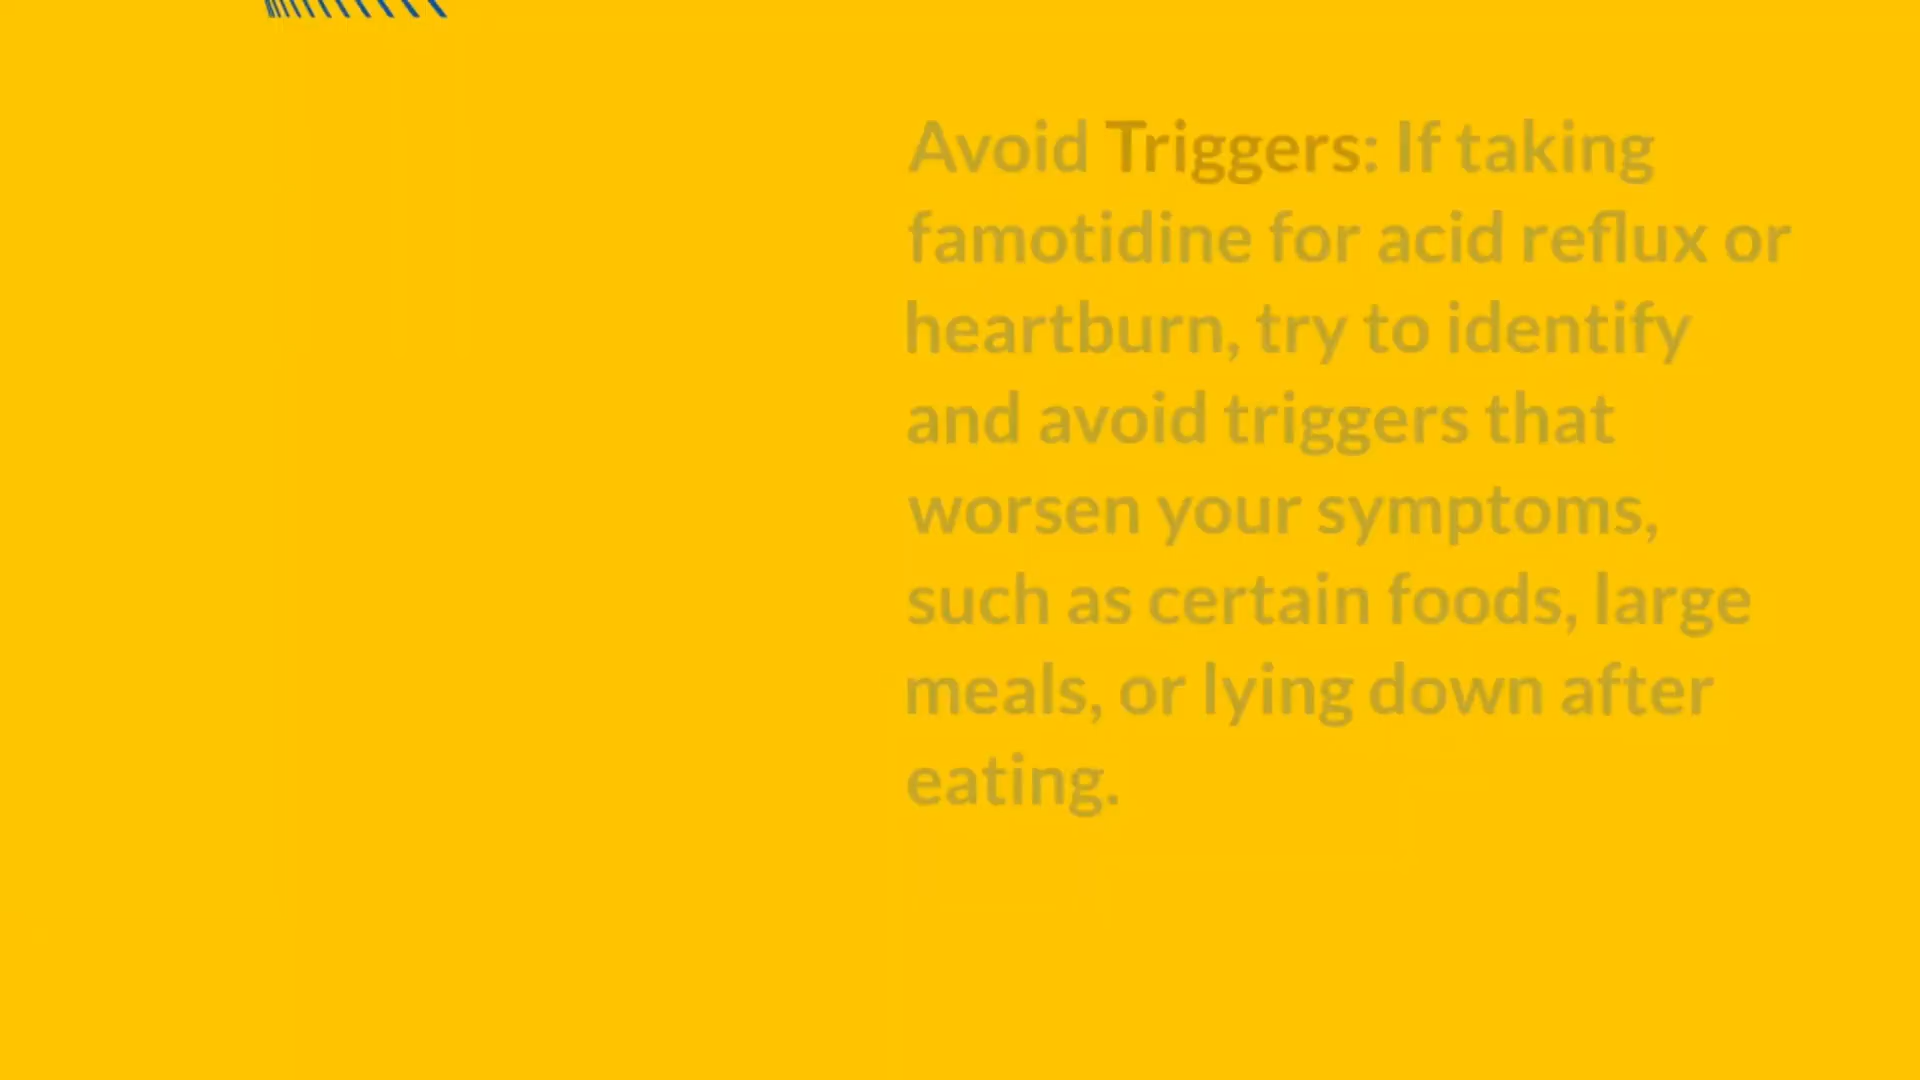 Avoid Triggers: If taking
famotidine for acid reflux or
heartburn, try to identify
and avoid triggers that
worsen your symptoms,
such as certain foods, large
meals, or lying down after
eating.